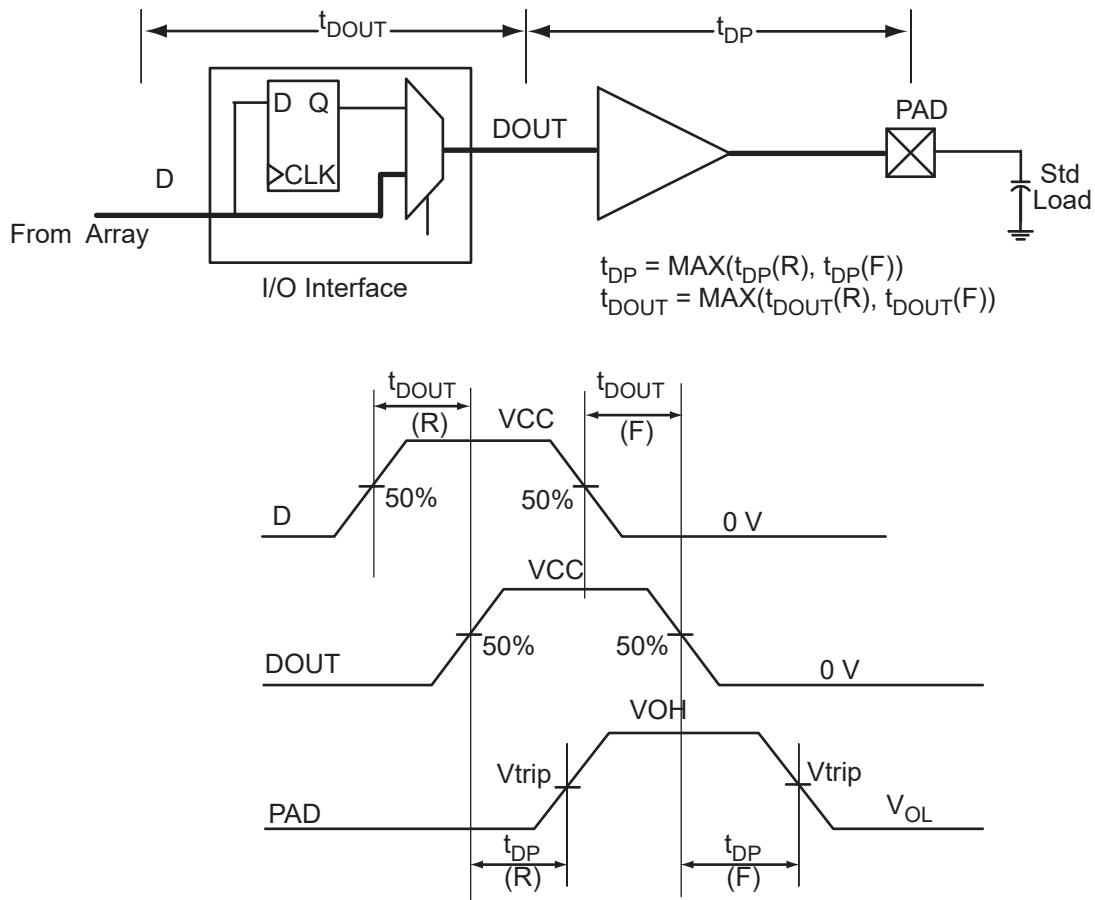 tDOUT
tDP
D Q
CLK
D
From Array
I/O Interface
DOUT
PAD
Std
Load
tDP = MAX(tDP(R), tDP(F))
tDOUT = MAX(tDOUT(R), tDOUT(F))
tDOUT
(R)
VCC
tDOUT
(F)
50%
50%
D
0 V
VCC
50%
50%
DOUT
0 V
VOH
Vtrip
Vtrip
PAD
VOL
tDP
(R)
tDP
(F)